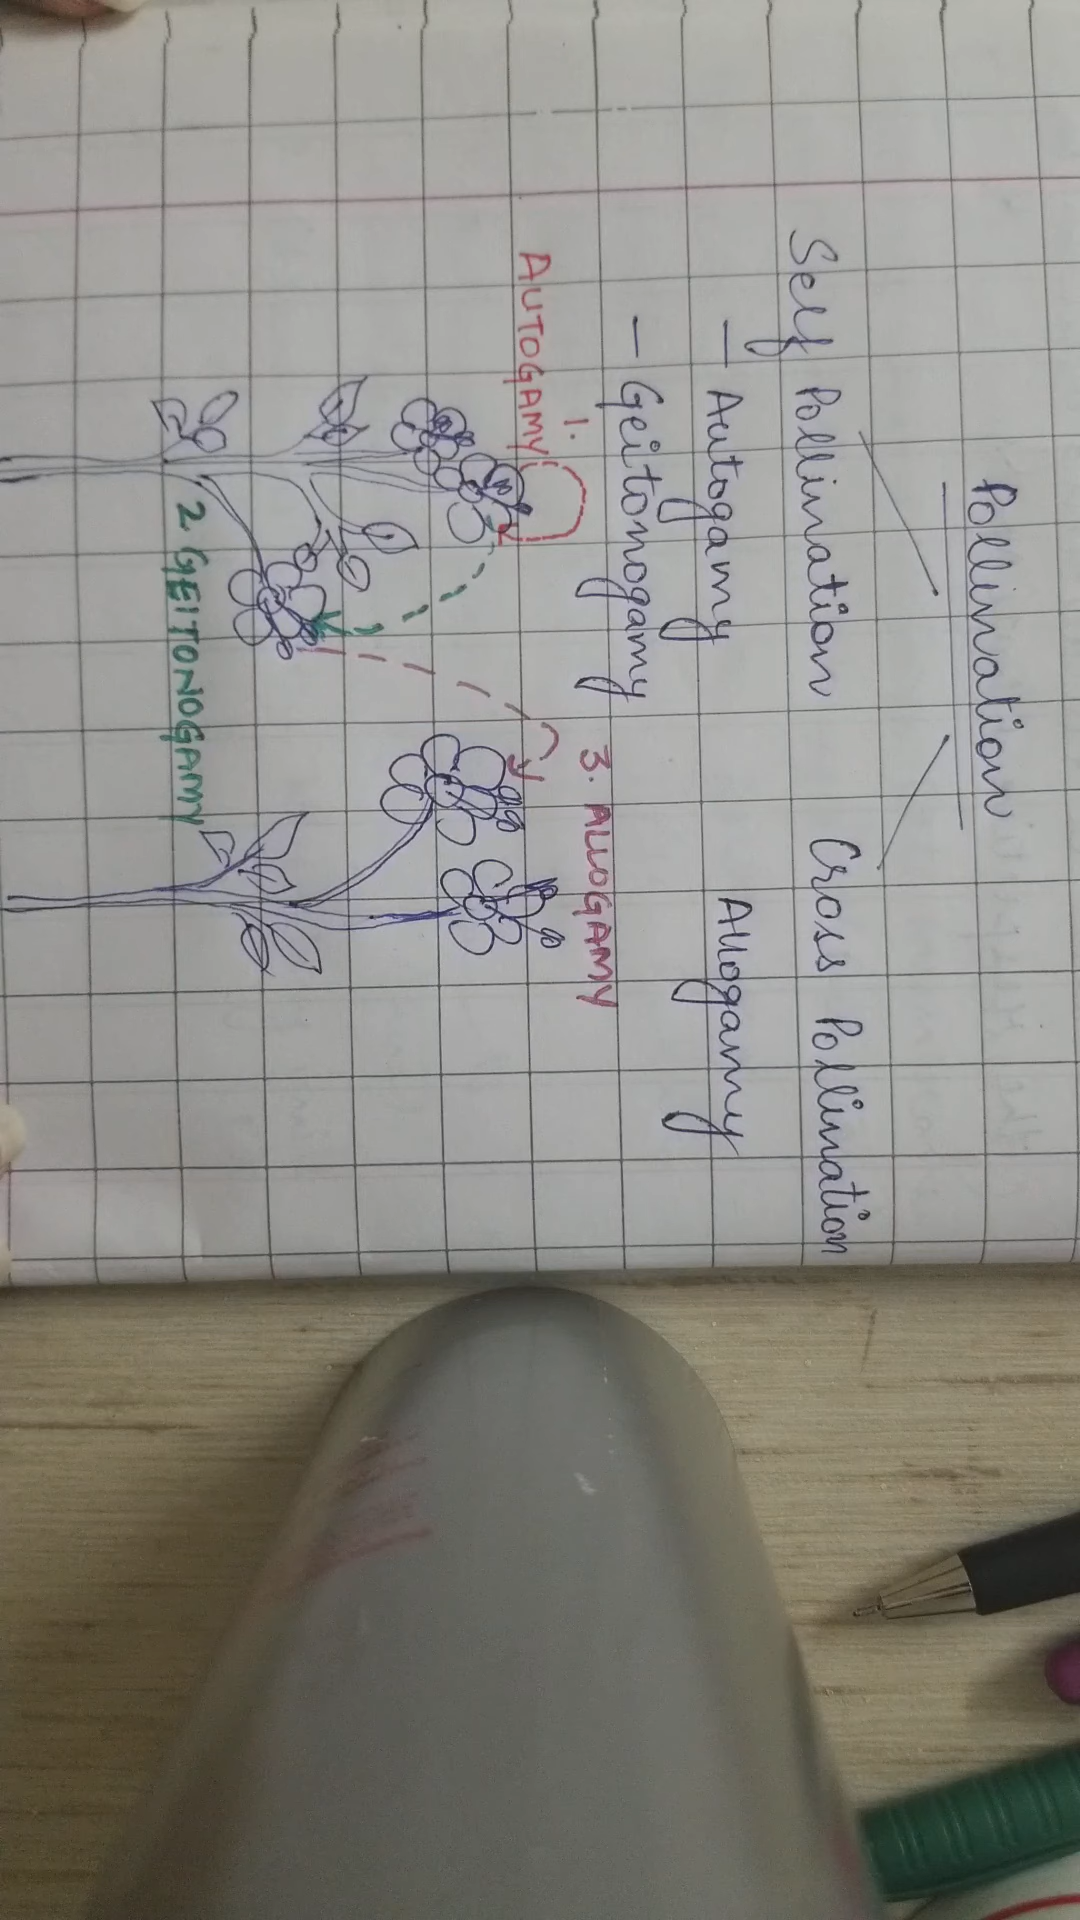 Pollination
Self Pollination Cross Pollination
- Autogamy Allogamy
- Geitonogamy
1.
AUTOGAMY
3. ALLOGAMY
2. GEITONOGAMY